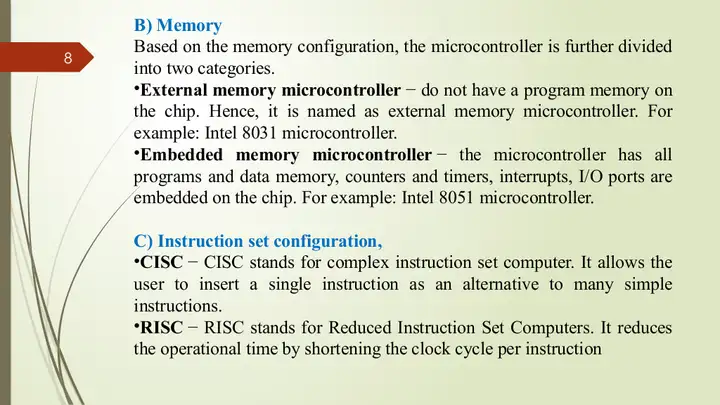 8
B) Memory
Based on the memory configuration, the microcontroller is further divided
into two categories.
•External memory microcontroller − do not have a program memory on
the chip. Hence, it is named as external memory microcontroller. For
example: Intel 8031 microcontroller.
•Embedded memory microcontroller − the microcontroller has all
programs and data memory, counters and timers, interrupts, I/O ports are
embedded on the chip. For example: Intel 8051 microcontroller.
C) Instruction set configuration,
•CISC − CISC stands for complex instruction set computer. It allows the
user to insert a single instruction as an alternative to many simple
instructions.
•RISC − RISC stands for Reduced Instruction Set Computers. It reduces
the operational time by shortening the clock cycle per instruction